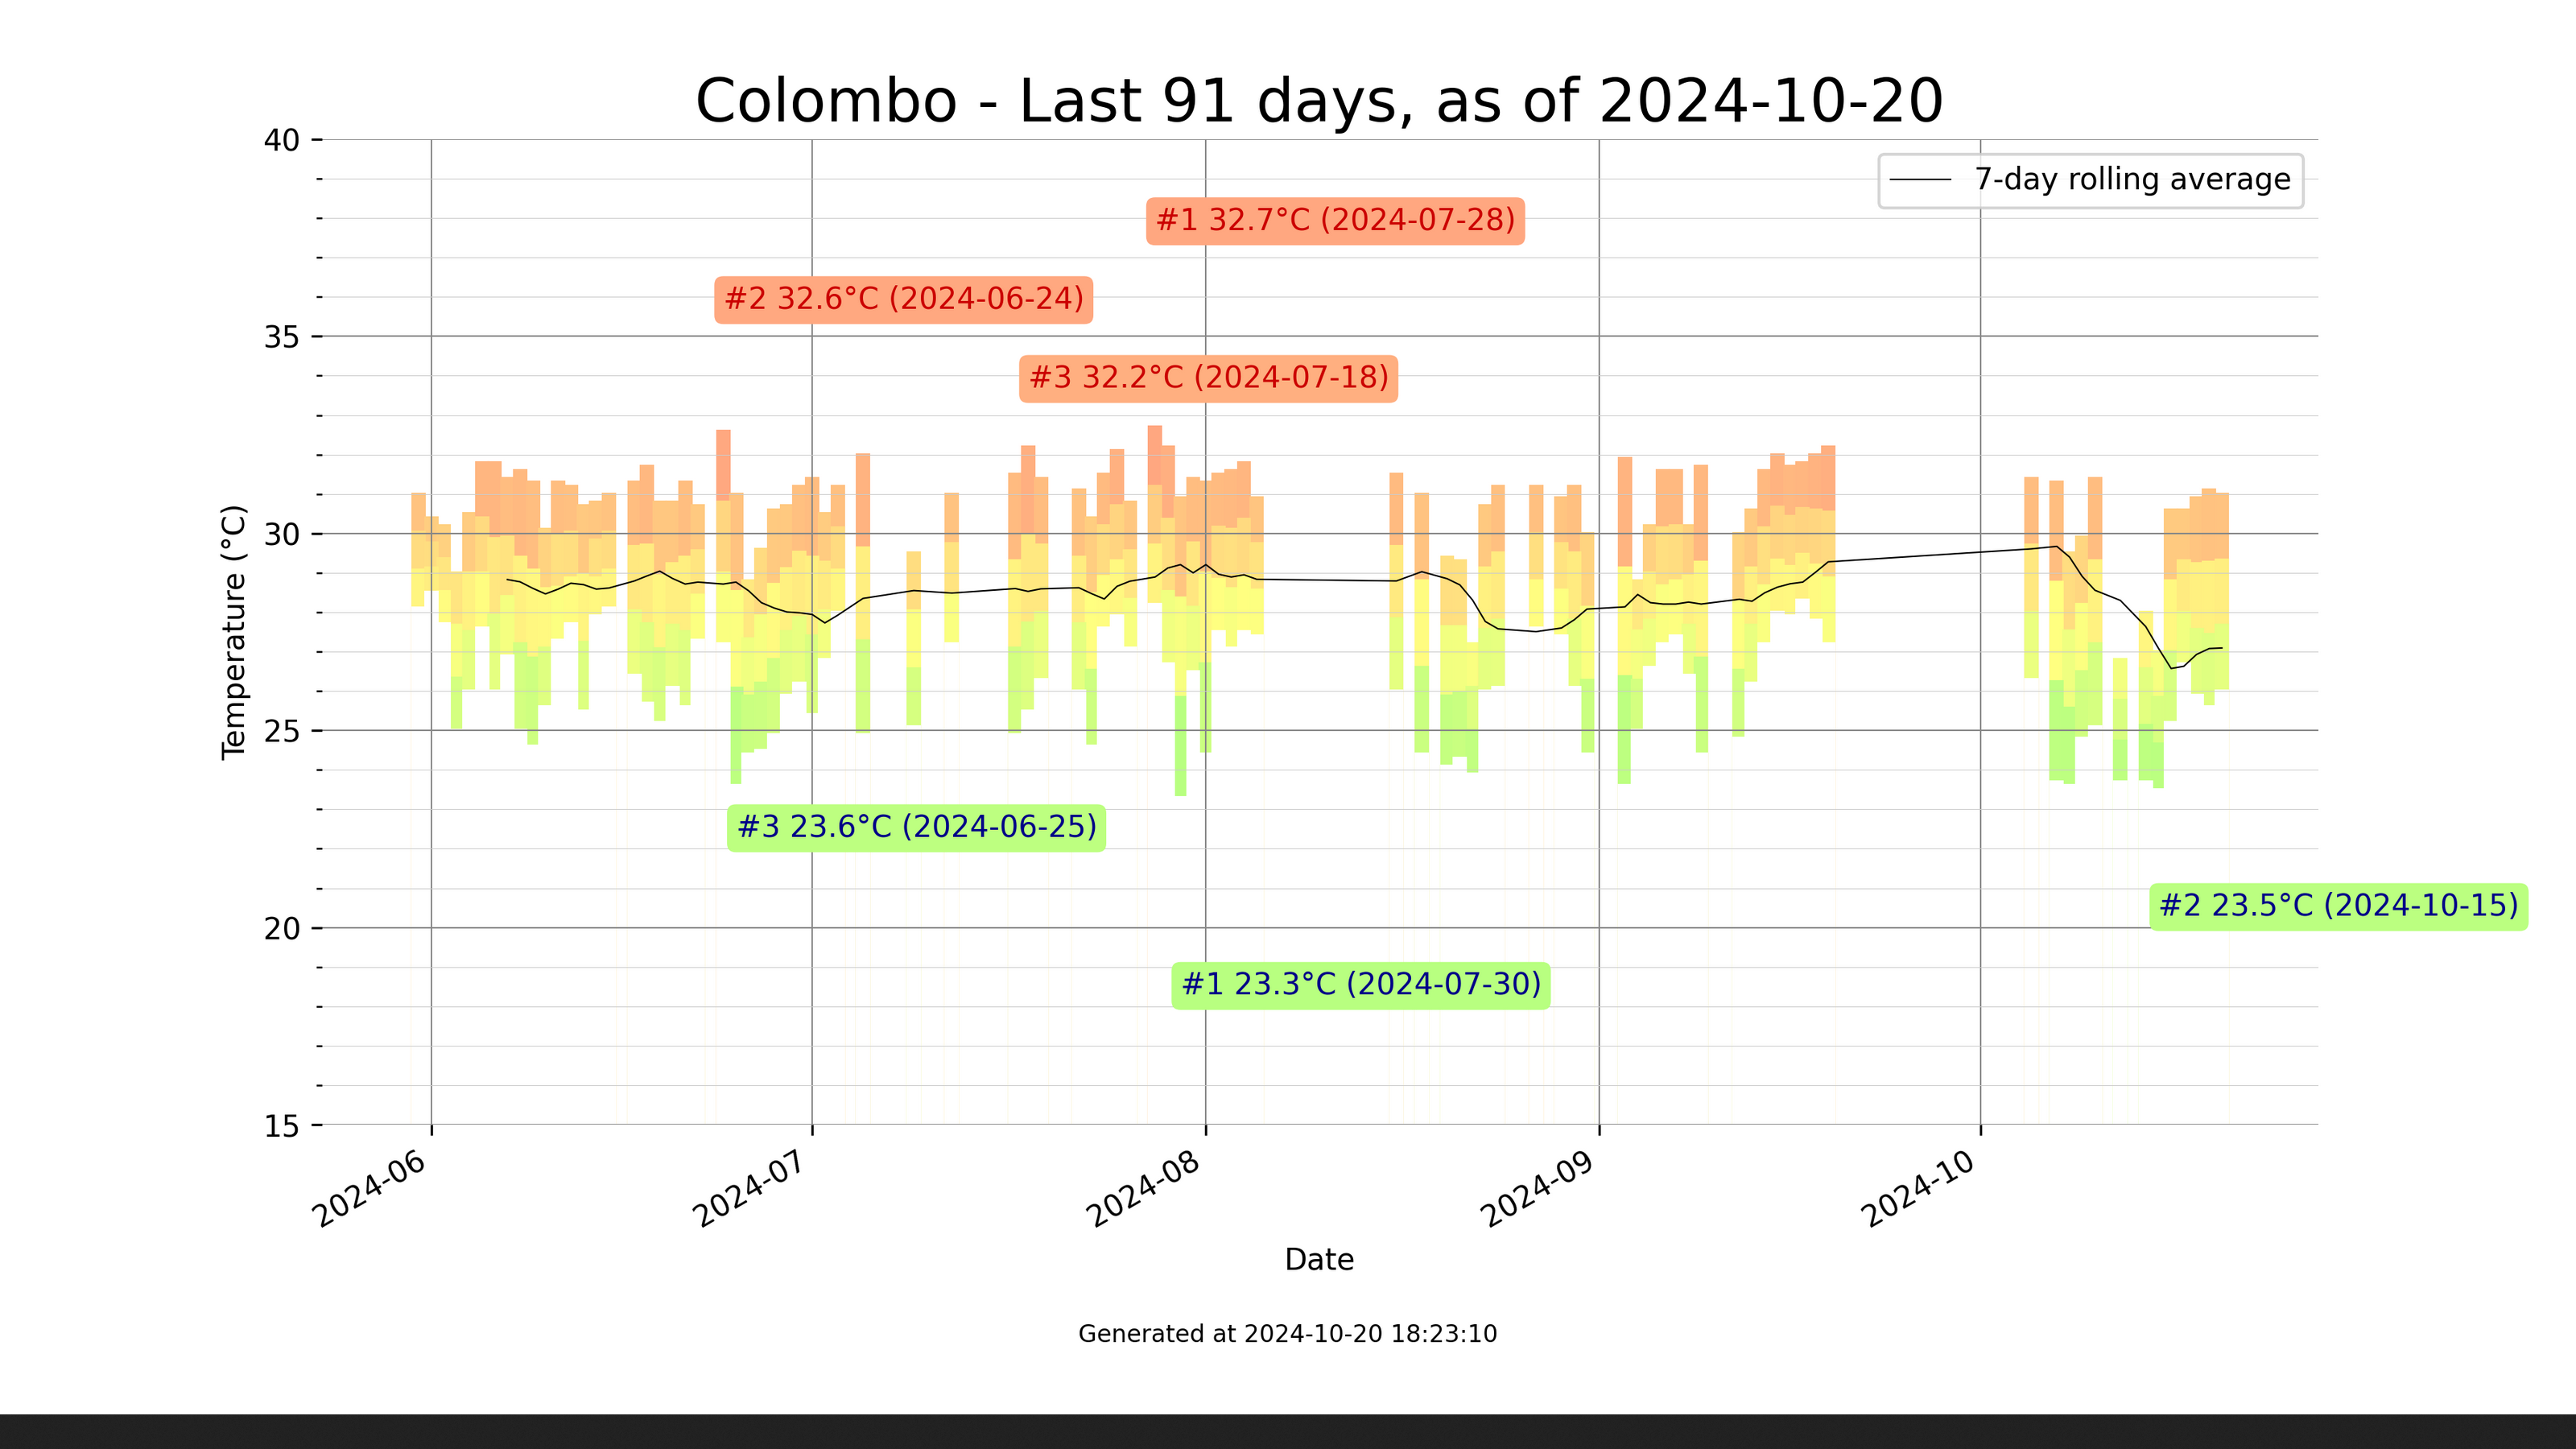 Colombo - Last 91 days, as of 2024-10-20
40
7-day rolling average
#1 32.7°C (2024-07-28)
#2 32.6°C (2024-06-24)
35
#3 32.2°C (2024-07-18)
30
Temperature (°C)
25
#3 23.6°C (2024-06-25)
#2 23.5°C (2024-10-15)
20
#1 23.3°C (2024-07-30)
15
2024-06
2024-07
2024-08
2024-09
2024-10
Date
Generated at 2024-10-20 18:23:10